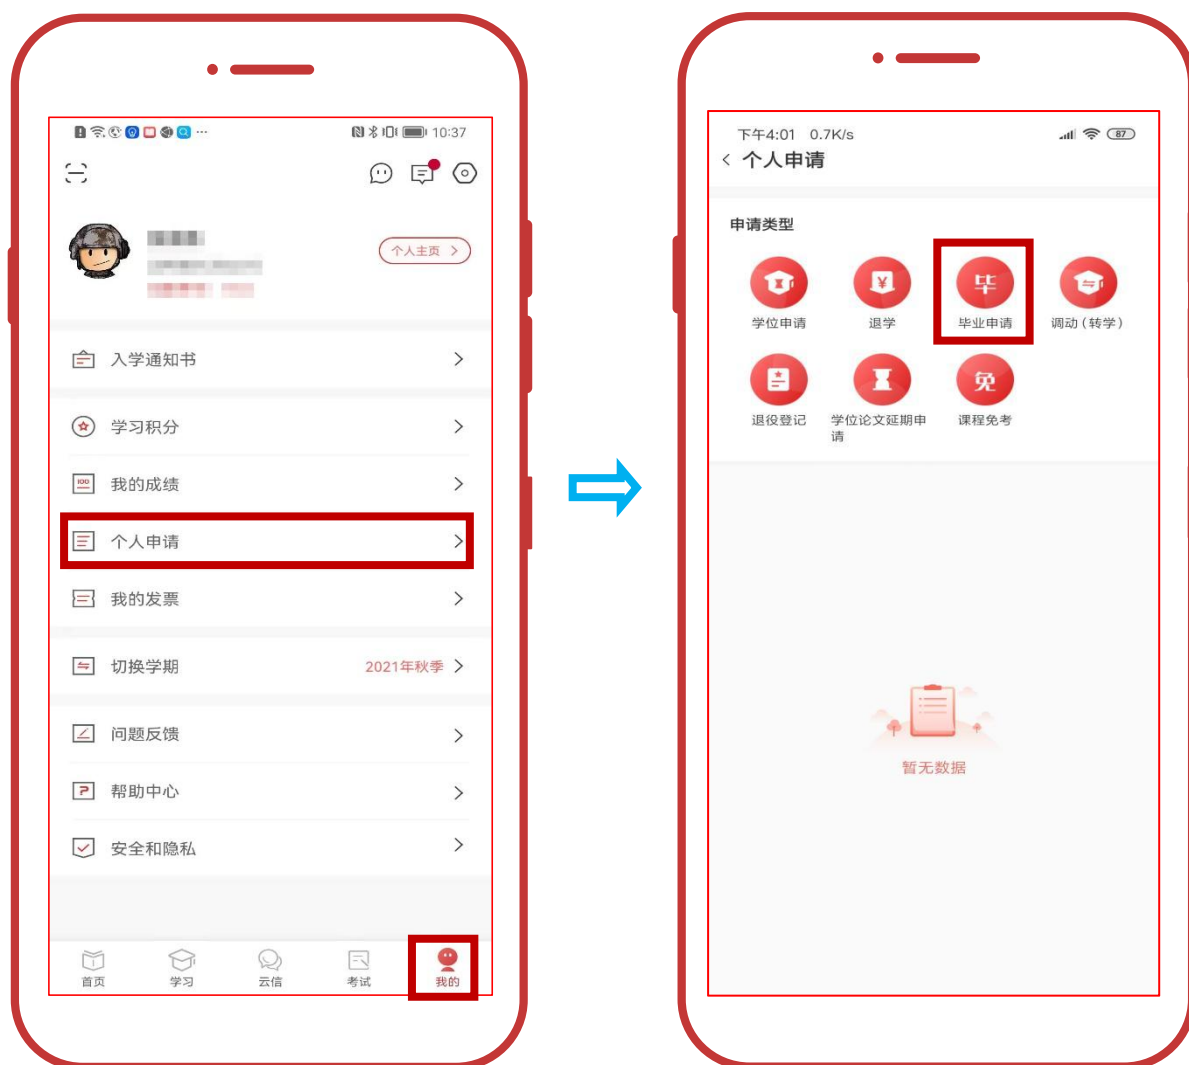 10:37
个人主页
入学通知书
学习积分
100
我的成绩
个人申请
我的发票
切换学期 2021年秋季
问题反馈
帮助中心
安全和隐私
首页 学习 云信 考试 我的
下午4:01 0.7K/s 87
个人申请
申请类型
毕
学位申请 退学 毕业申请 调动(转学)
免
退役登记 学位论文延期申请 课程免考
暂无数据